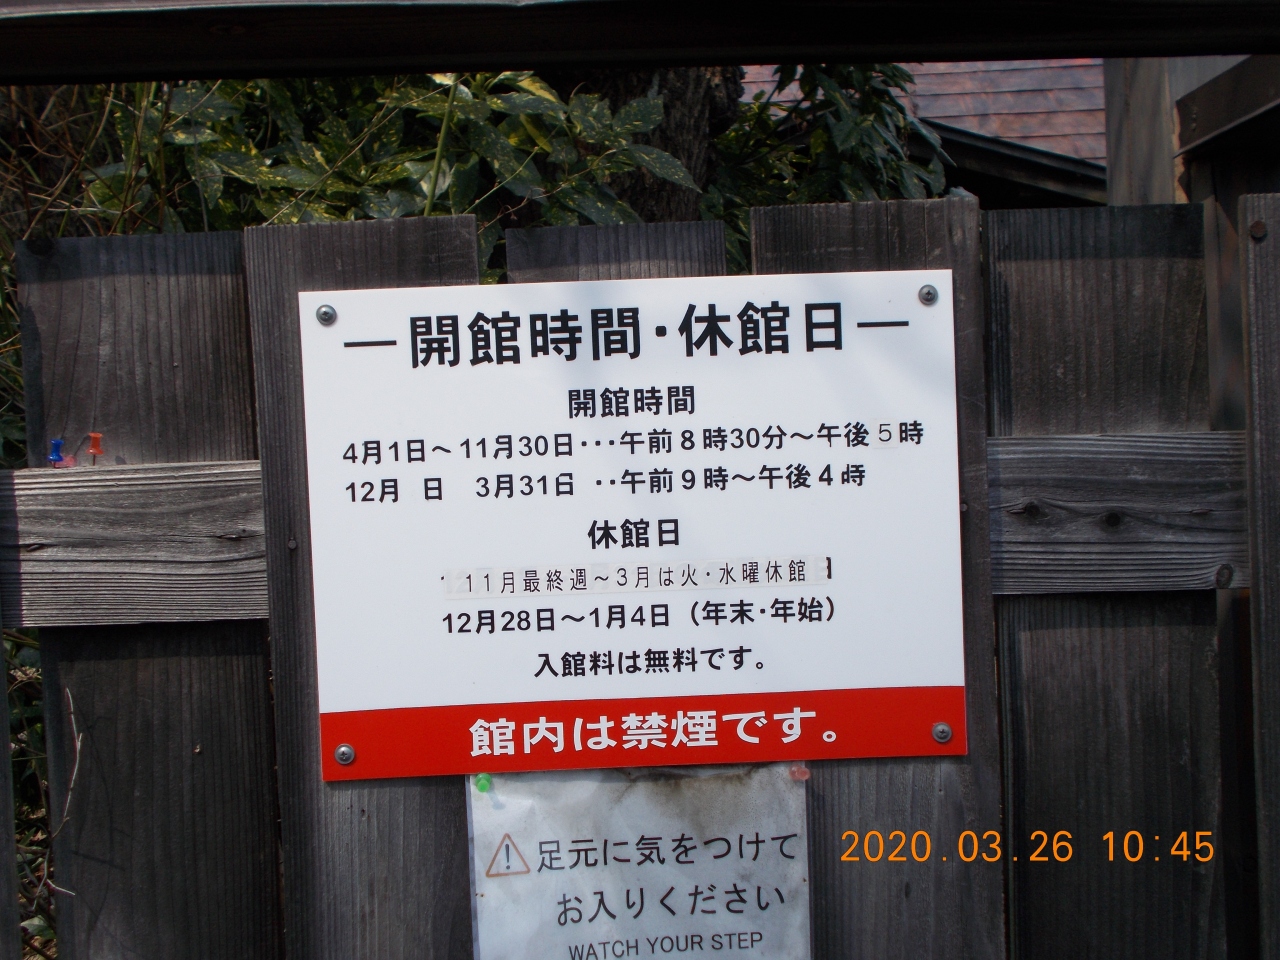 ―開館時間・休館日―
開館時間
4月1日～11月30日・・・午前8時30分～午後5時
12月 日 3月31日 ・・午前9時～午後4時
休館日
11月最終週～3月は火・水曜休館
12月28日～1月4日（年末・年始）
入館料は無料です。
館内は禁煙です。
足元に気をつけて
お入りください
WATCH YOUR STEP
2020.03.26 10:45